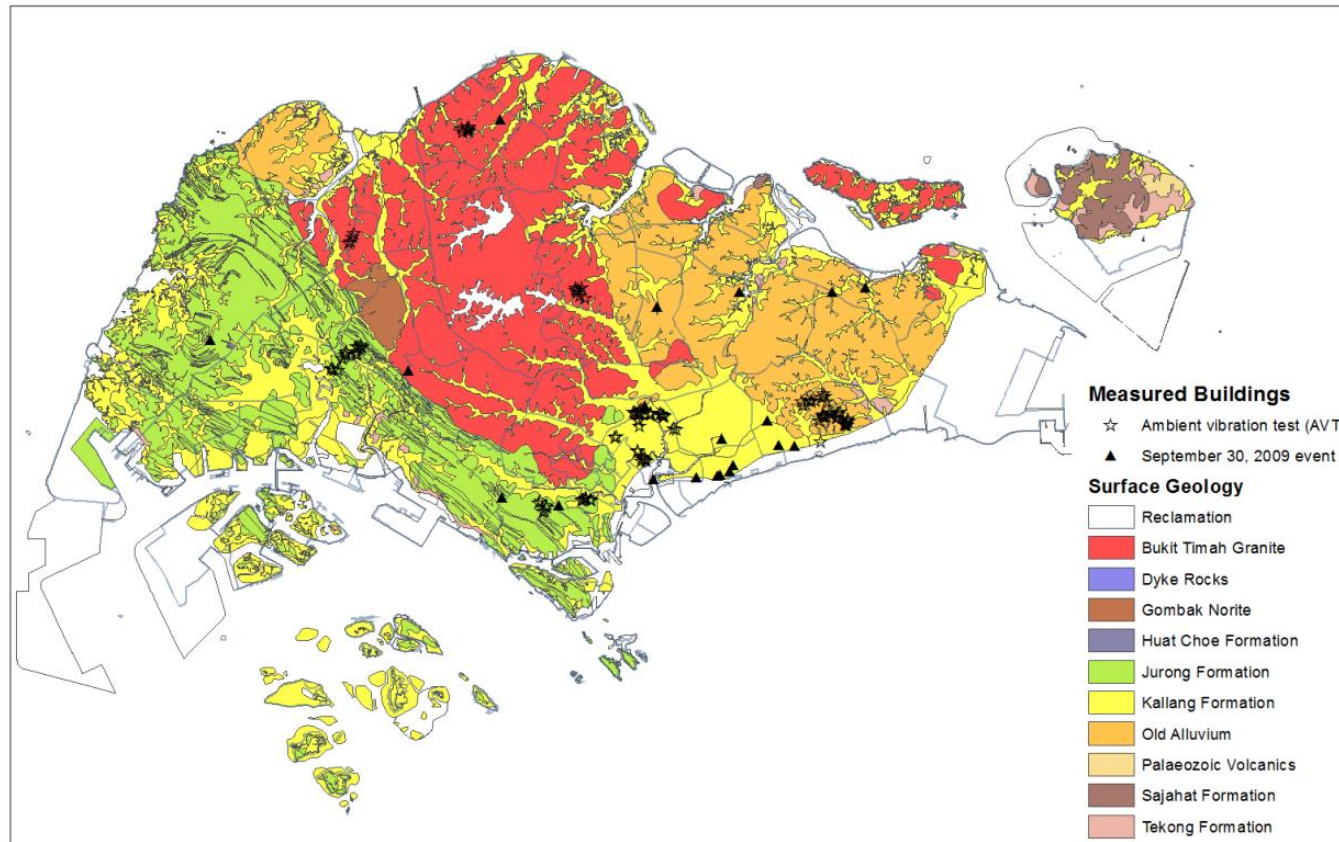 Measured Buildings
Ambient vibration test (AVT
September 30, 2009 event
Surface Geology
Reclamation
Bukit Timah Granite
Dyke Rocks
Gombak Norite
Huat Choe Formation
Jurong Formation
Kallang Formation
Old Alluvium
Palaeozoic Volcanics
Sajahat Formation
Tekong Formation